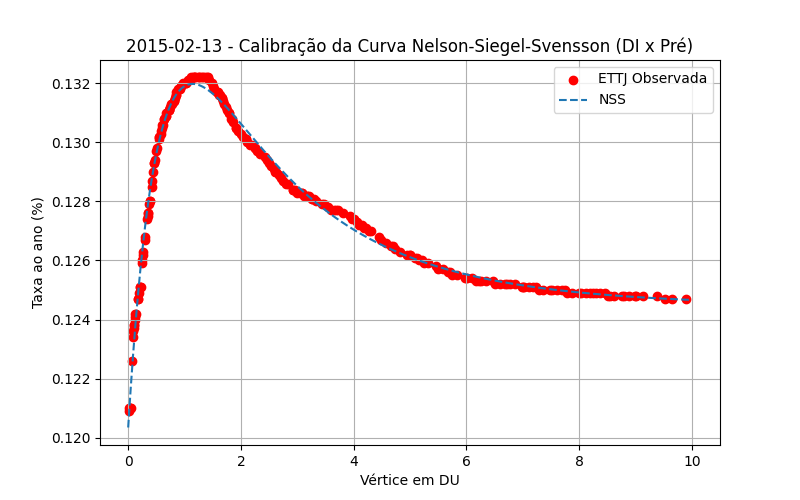 2015-02-13 - Calibração da Curva Nelson-Siegel-Svensson (DI x Pré)
ETTJ Observada
NSS
Taxa ao ano (%)
0.132
0.130
0.128
0.126
0.124
0.122
0.120
0 2 4 6 8 10
Vértice em DU